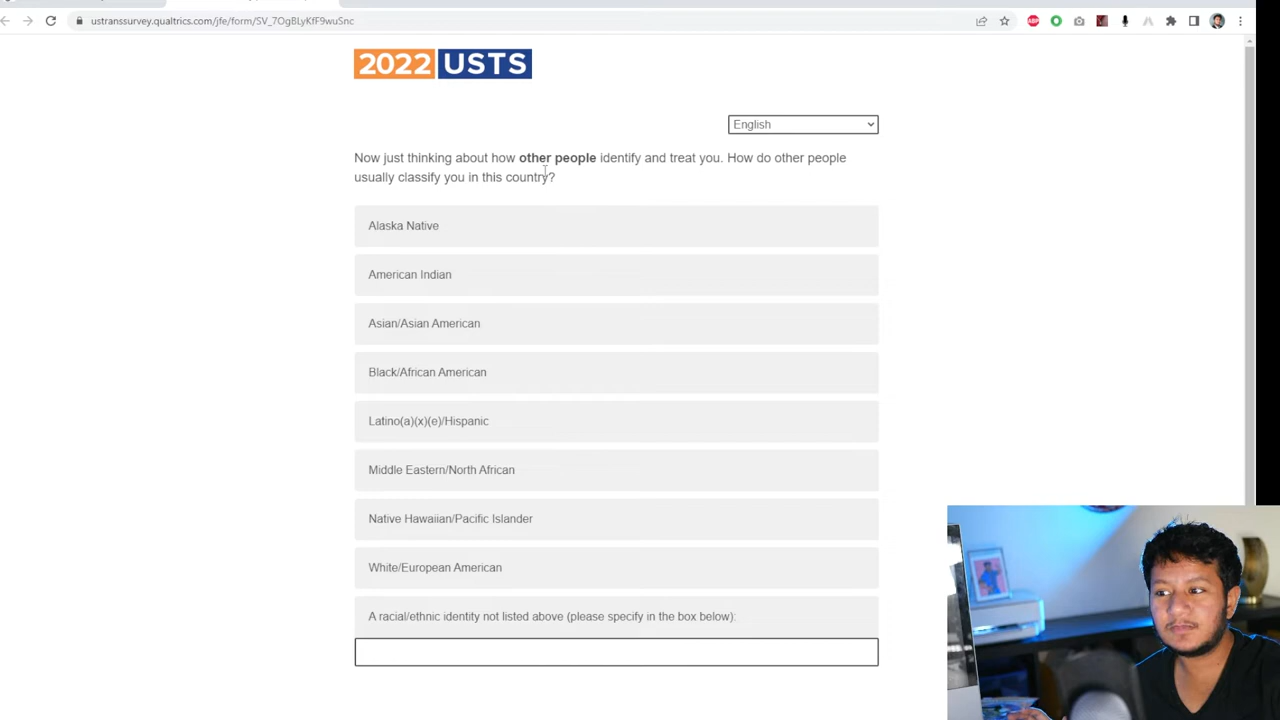 ustranssurvey.qualtrics.com/jfe/form/SV_7Og8LyKfF9wuSnc
2022 USTS
English
Now just thinking about how other people identify and treat you. How do other people
usually classify you in this country?
Alaska Native
American Indian
Asian/Asian American
Black/African American
Latino(a)(x)(e)/Hispanic
Middle Eastern/North African
Native Hawaiian/Pacific Islander
White/European American
A racial/ethnic identity not listed above (please specify in the box below):